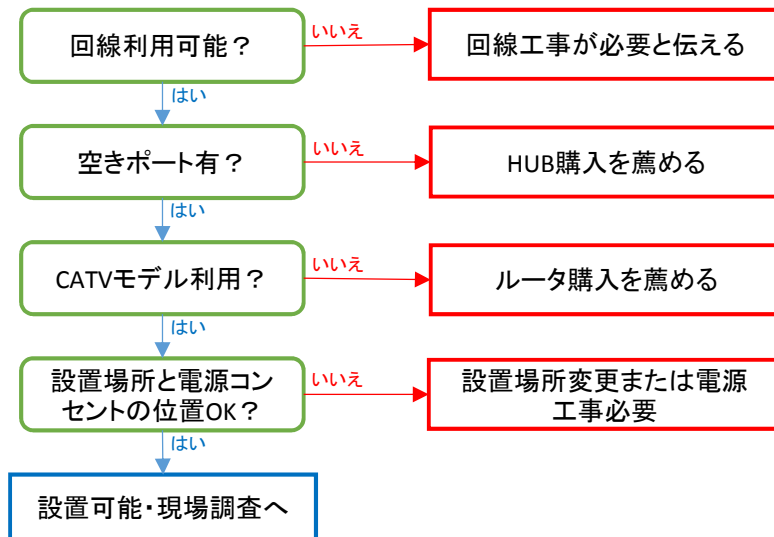 回線利用可能？
いいえ
回線工事が必要と伝える
はい
空きポート有？
いいえ
HUB購入を薦める
はい
CATVモデル利用？
いいえ
ルータ購入を薦める
はい
設置場所と電源コン
セントの位置OK？
いいえ
設置場所変更または電源
工事必要
はい
設置可能・現場調査へ